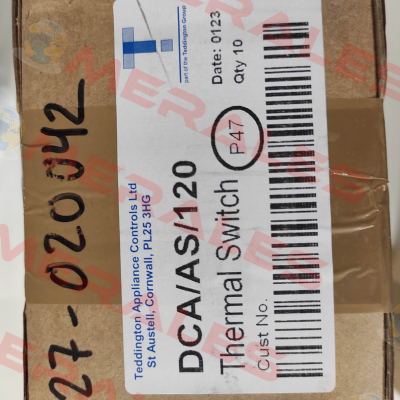 27-020042
Teddington Appliance Controls Ltd
St Austell, Cornwall, PL25 3HG
part of the Teddington Group
DCA/AS/120
Thermal Switch
P47
Cust No.
Date: 0123
Qty 10
MERALES